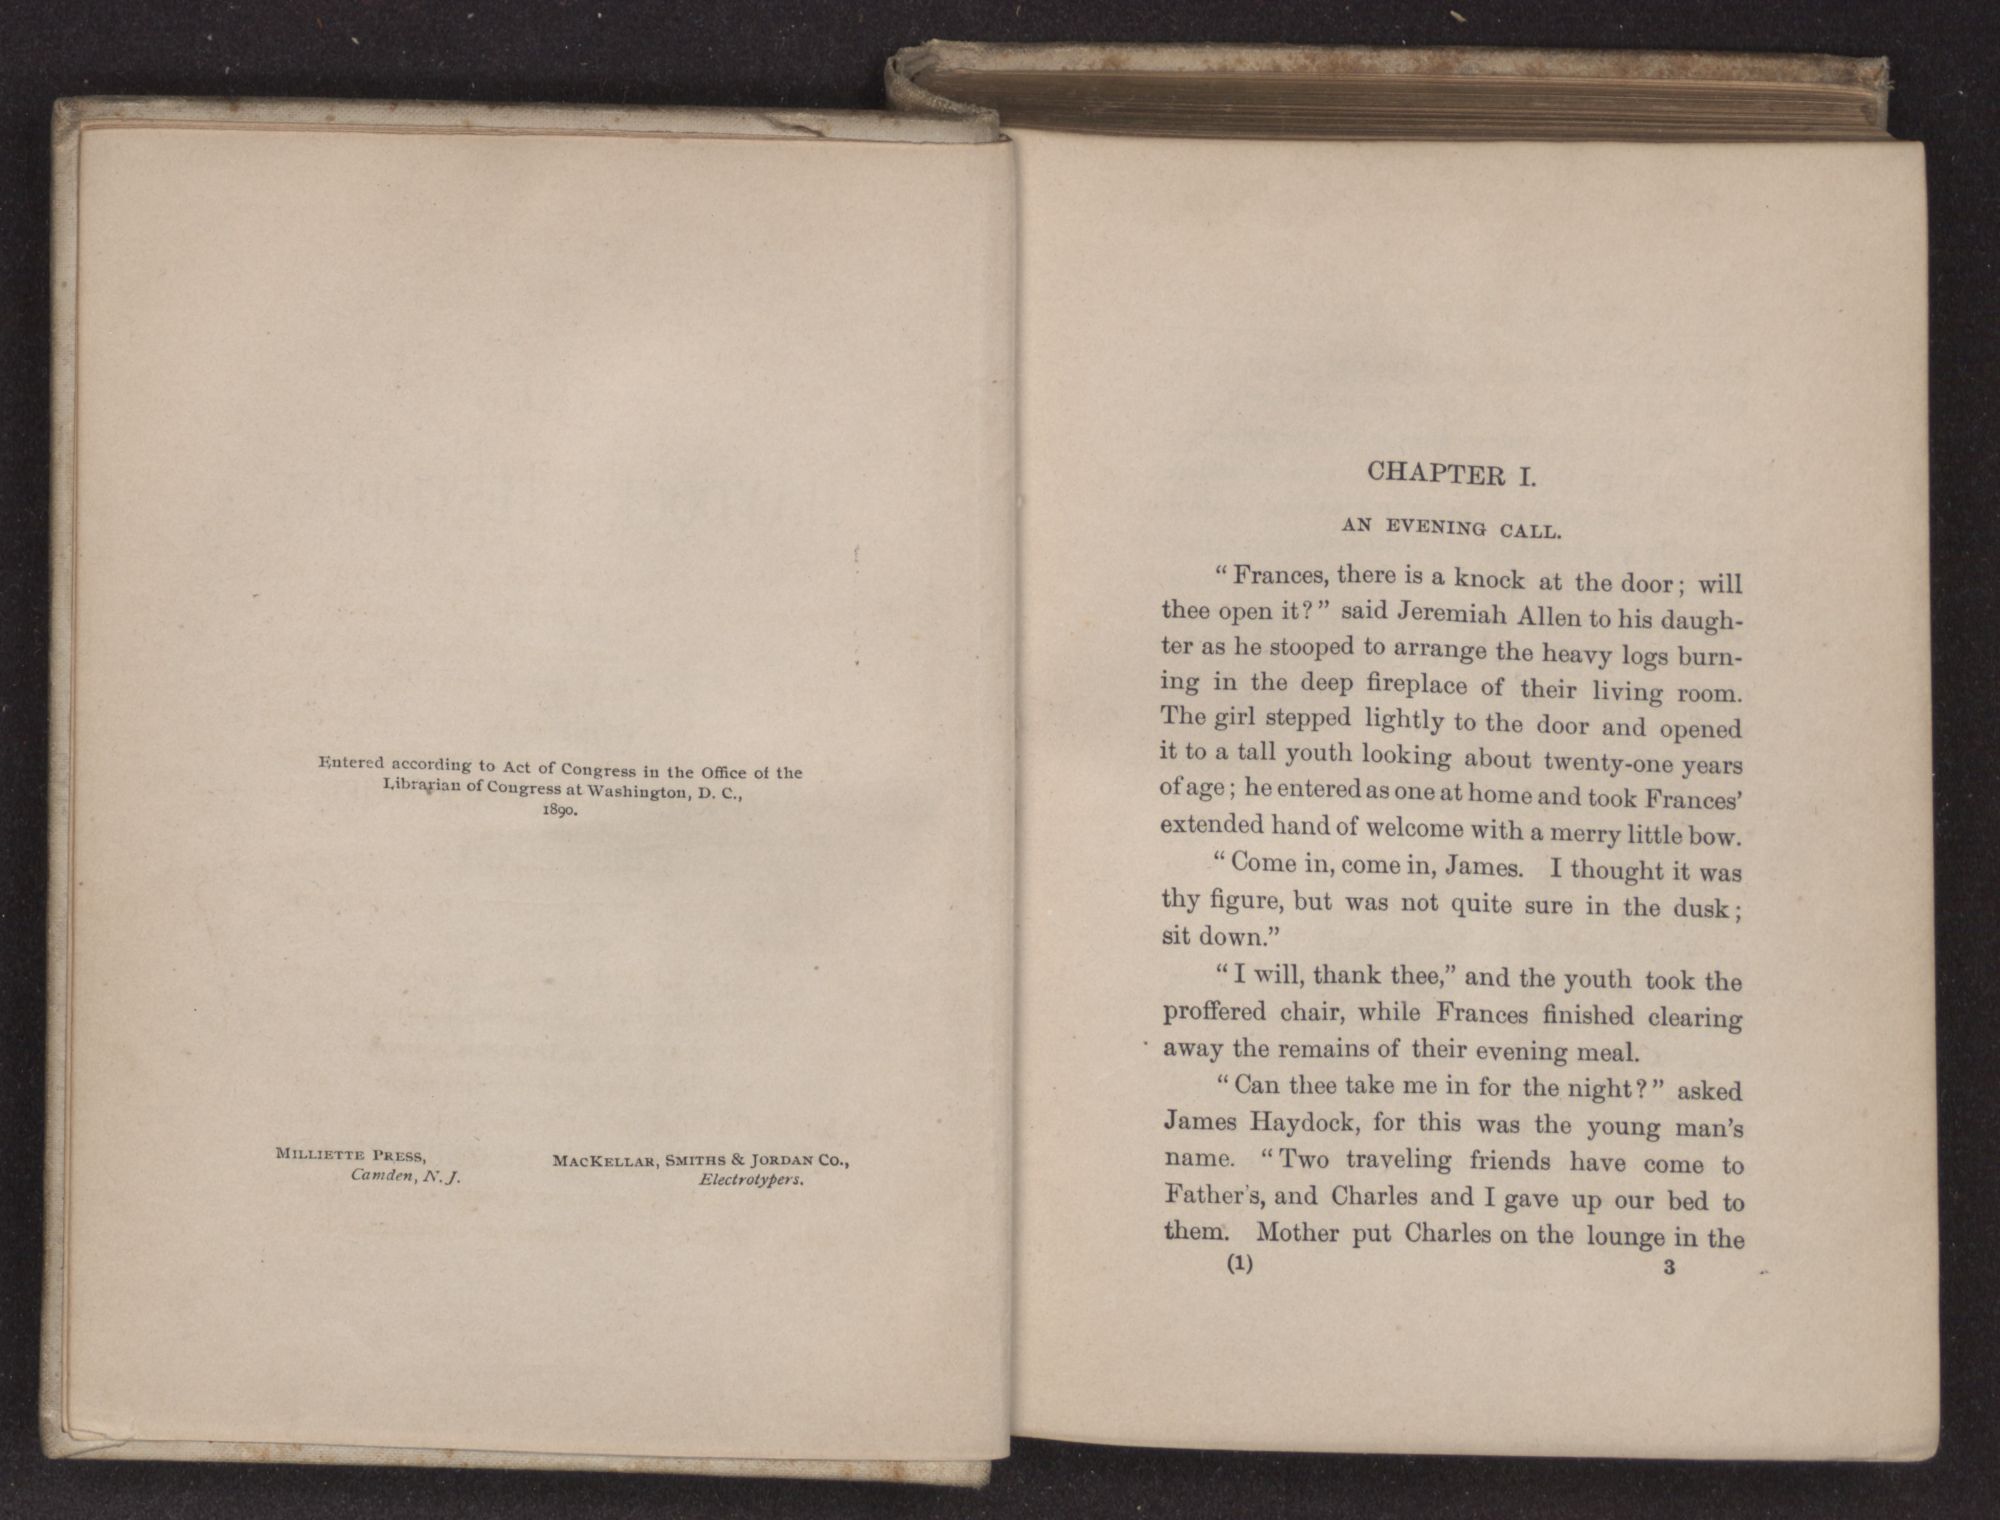 Entered according to Act of Congress in the Office of the
Librarian of Congress at Washington, D. C.,
1890.
MILLIETTE PRESS,
Camden, N. J.
MACKELLAR, SMITHS & JORDAN CO.,
Electrotypers.
CHAPTER I.
AN EVENING CALL.
“Frances, there is a knock at the door; will
thee open it?” said Jeremiah Allen to his daugh-
ter as he stooped to arrange the heavy logs burn-
ing in the deep fireplace of their living room.
The girl stepped lightly to the door and opened
it to a tall youth looking about twenty-one years
of age; he entered as one at home and took Frances’
extended hand of welcome with a merry little bow.
“Come in, come in, James. I thought it was
thy figure, but was not quite sure in the dusk;
sit down.”
“I will, thank thee,” and the youth took the
proffered chair, while Frances finished clearing
away the remains of their evening meal.
“Can thee take me in for the night?” asked
James Haydock, for this was the young man’s
name. “Two traveling friends have come to
Father’s, and Charles and I gave up our bed to
them. Mother put Charles on the lounge in the
(1) 3